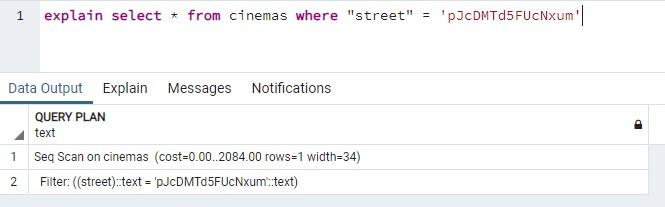 1 explain select * from cinemas where "street" = 'pJcDMTd5FUcNxum'
Data Output Explain Messages Notifications
QUERY PLAN
text
1 Seq Scan on cinemas (cost=0.00..2084.00 rows=1 width=34)
2 Filter: ((street)::text = 'pJcDMTd5FUcNxum'::text)